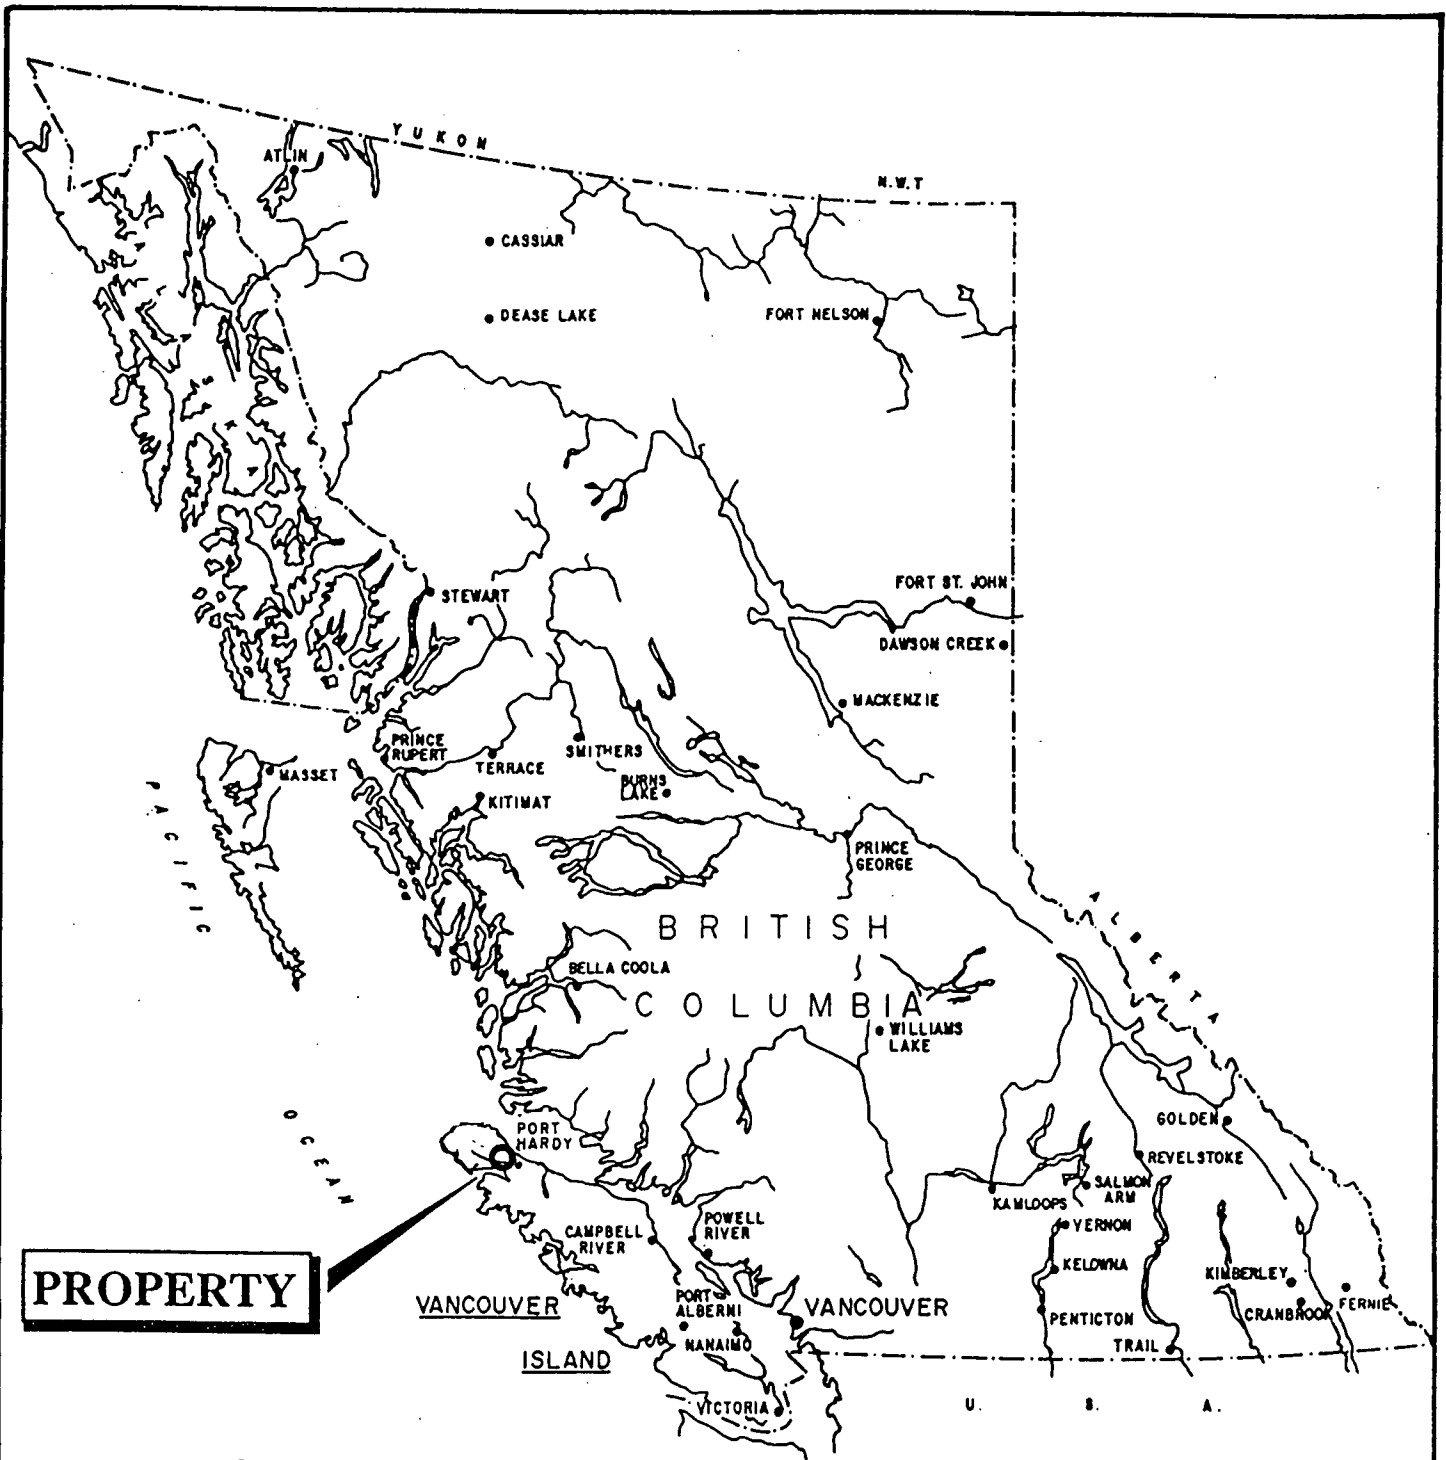 YUKON
N.W.T
ATLIN
ALASKA
CASSIAR
DEASE LAKE
FORT NELSON
FORT ST. JOHN
STEWART
DAWSON CREEK
MACKENZIE
PRINCE
RUPERT
SMITHERS
TERRACE
MASSET
BURNS
LAKE
KITIMAT
PACIFIC
PRINCE
GEORGE
ALBERTA
BRITISH
BELLA COOLA
COLUMBIA
WILLIAMS
LAKE
OCEAN
PORT
HARDY
GOLDEN
REVELSTOKE
SALMON
ARM
KAMLOOPS
POWELL
RIVER
VERNON
CAMPBELL
RIVER
KELOWNA
KIMBERLEY
PROPERTY
PORT
ALBERNI
VANCOUVER
VANCOUVER
CRANBROOK
FERNIE
PENTICTON
NANAIMO
TRAIL
ISLAND
VICTORIA
U. S. A.